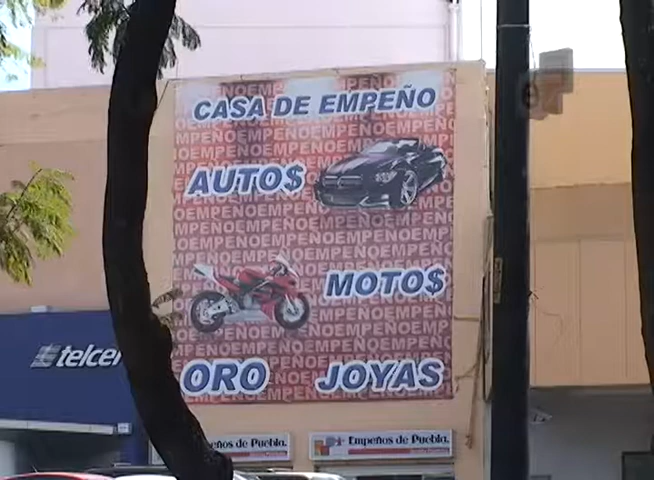 CASA DE EMPEÑO
AUTO$
MOTO$
ORO JOYAS
telcel
Empeños de Puebla.
Empeños de Puebla.